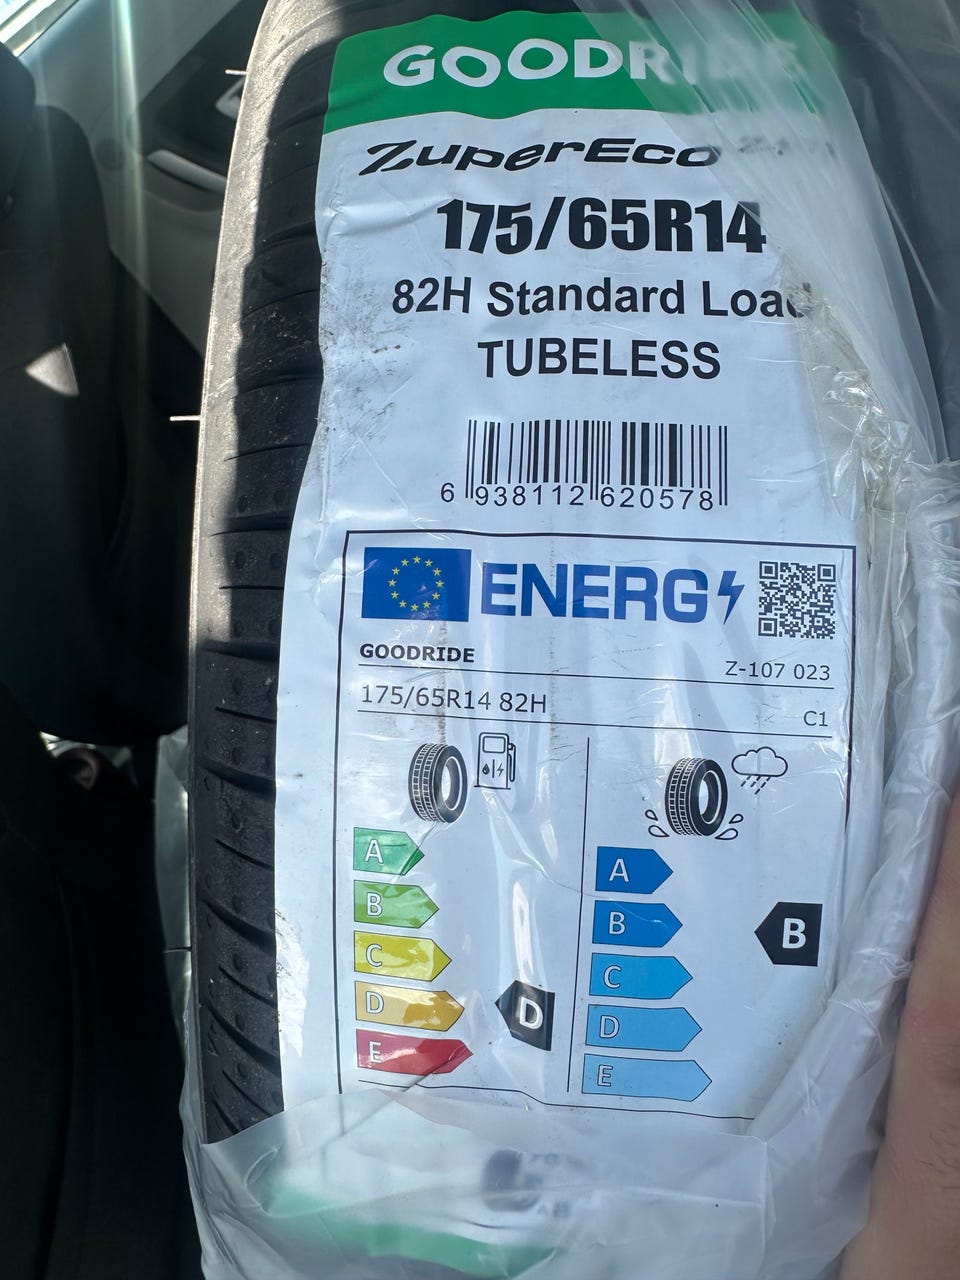 GOODRIDE
ZuperEco
175/65R14
82H Standard Load
TUBELESS
6 938112 620578
ENERG
GOODRIDE
Z-107 023
175/65R14 82H
C1
A
B
C
D
E
D
A
B
C
D
E
B